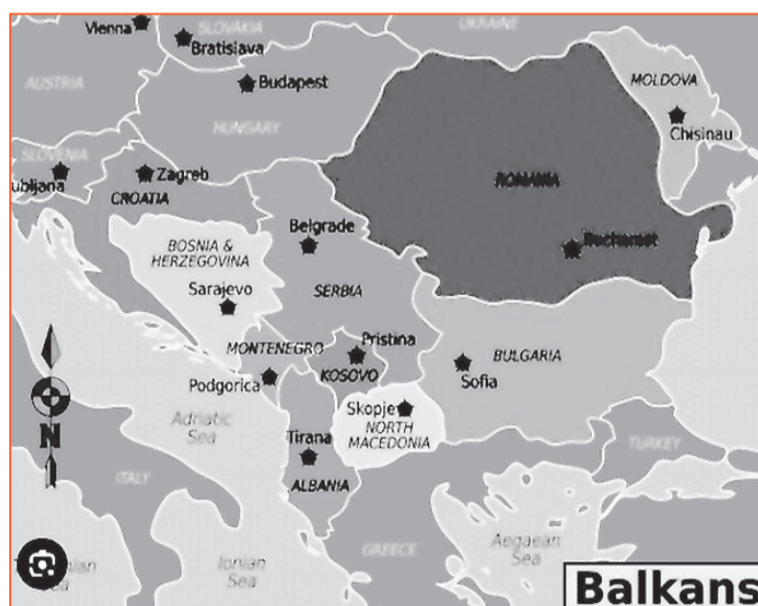 Vienna
SLOVAKIA
Bratislava
UKRAINE
AUSTRIA
Budapest
HUNGARY
MOLDOVA
Chisinau
SLOVENIA
ubljana
Zagreb
CROATIA
ROMANIA
Bucharest
BOSNIA &
HERZEGOVINA
Sarajevo
Belgrade
SERBIA
MONTENEGRO
Podgorica
Pristina
KOSOVO
BULGARIA
Sofia
Skopje
NORTH
MACEDONIA
Tirana
ALBANIA
Adriatic
Sea
N
ITALY
TURKEY
GREECE
Aegaean
Sea
Ionian
Sea
Sea
Balkans